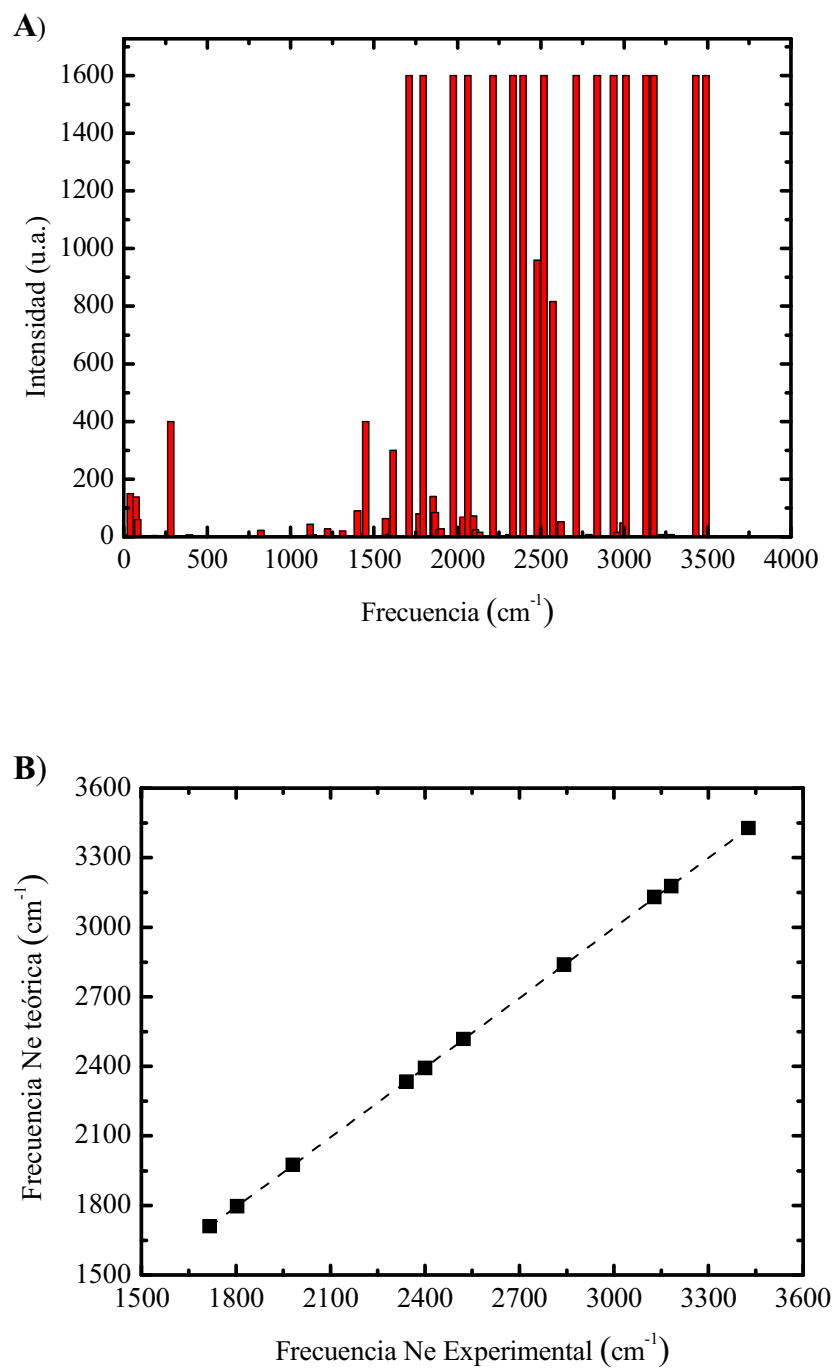 A)
1600
1400
1200
1000
800
600
400
200
0
Intensidad (u.a.)
0 500 1000 1500 2000 2500 3000 3500 4000
Frecuencia (cm-1)
B)
3600
3300
3000
2700
2400
2100
1800
1500
Frecuencia Ne teórica (cm-1)
1500 1800 2100 2400 2700 3000 3300 3600
Frecuencia Ne Experimental (cm-1)